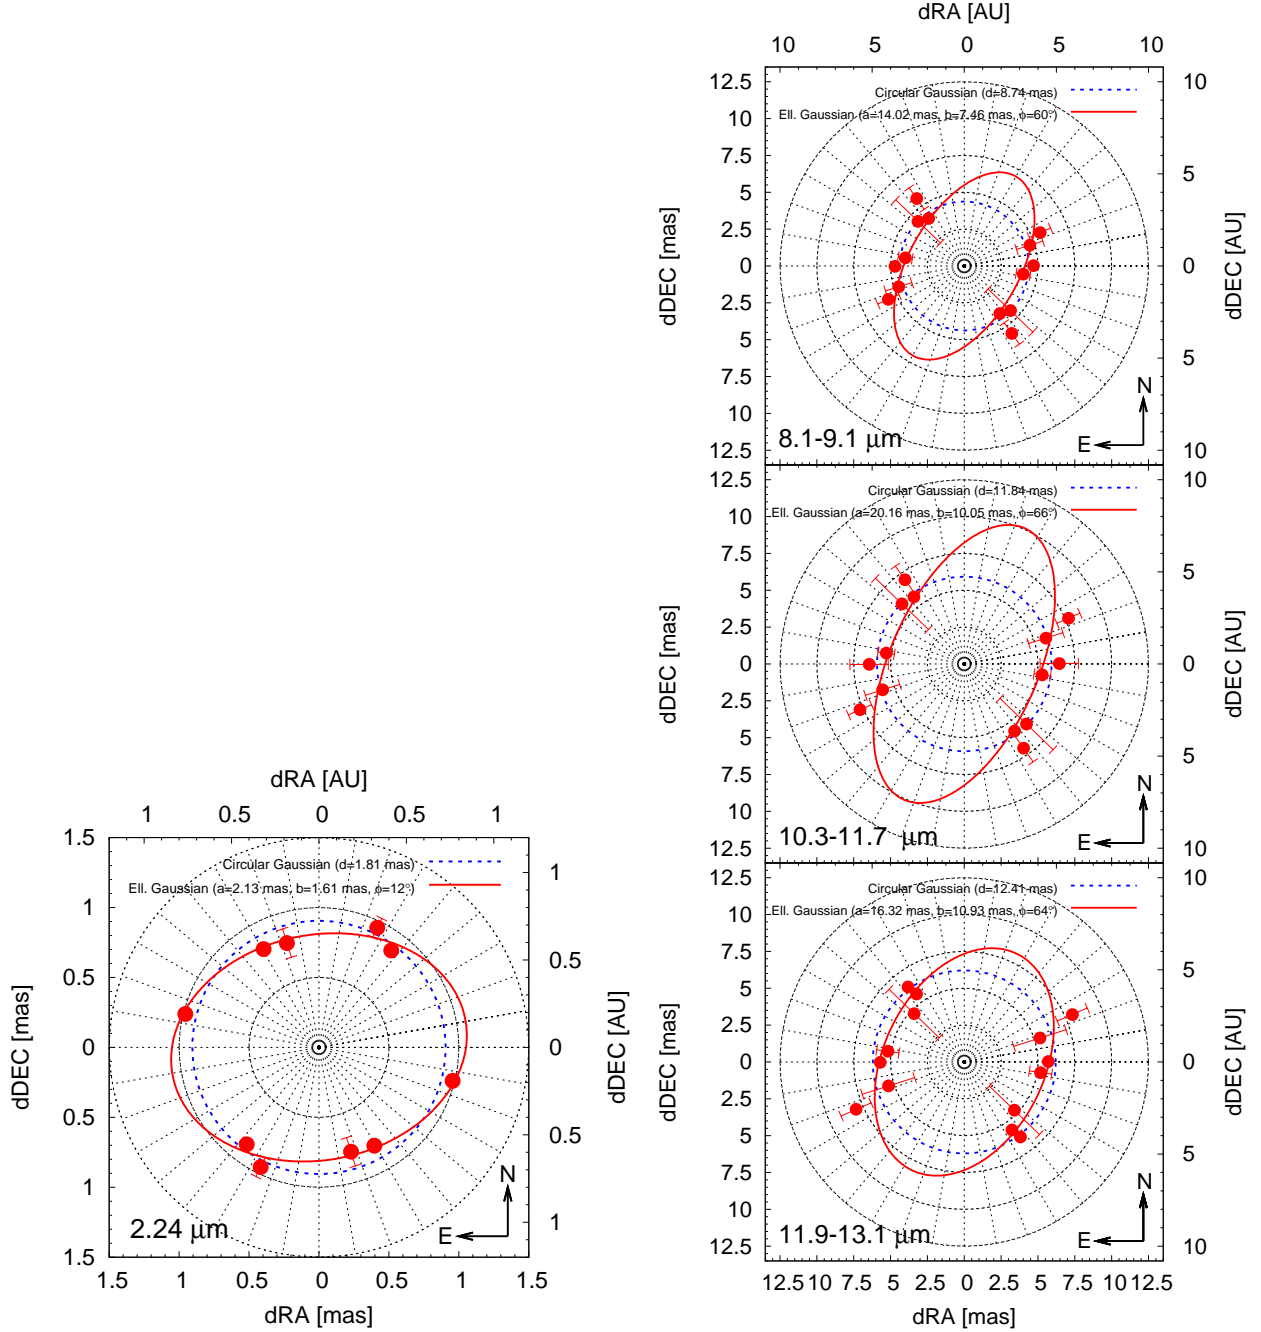 dRA [AU]
10 5 0 5 10
12.5 10
Circular Gaussian (d=8.74 mas)
10
Ell. Gaussian (a=14.02 mas, b=7.46 mas, ϕ=60°)
7.5
5 5
2.5
dDEC [mas] 0 0 dDEC [AU]
2.5
5 5
7.5
10 N
8.1-9.1 μm E
12.5 10
12.5 10
Circular Gaussian (d=11.84 mas)
10
Ell. Gaussian (a=20.16 mas, b=10.05 mas, ϕ=66°)
7.5
5 5
2.5
dDEC [mas] 0 0 dDEC [AU]
2.5
5 5
7.5
10 N
10.3-11.7 μm E
12.5 10
12.5 10
Circular Gaussian (d=12.41 mas)
10
Ell. Gaussian (a=16.32 mas, b=10.93 mas, ϕ=64°)
7.5
5 5
2.5
dDEC [mas] 0 0 dDEC [AU]
2.5
5 5
7.5
10 N
11.9-13.1 μm E
12.5 10
12.5 10 7.5 5 2.5 0 2.5 5 7.5 10 12.5
dRA [mas]
dRA [AU]
1 0.5 0 0.5 1
1.5
Circular Gaussian (d=1.81 mas) 1
Ell. Gaussian (a=2.13 mas, b=1.61 mas, ϕ=12°)
1
0.5 0.5
dDEC [mas] 0 0 dDEC [AU]
0.5 0.5
1 N
2.24 μm E 1
1.5
1.5 1 0.5 0 0.5 1 1.5
dRA [mas]